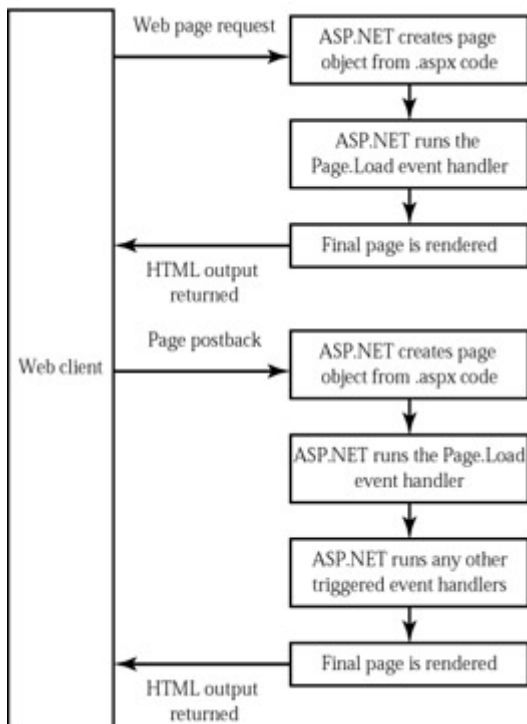 Web page request
ASP.NET creates page
object from .aspx code
ASP.NET runs the
Page.Load event handler
Final page is rendered
HTML output
returned
Web client
Page postback
ASP.NET creates page
object from .aspx code
ASP.NET runs the Page.Load
event handler
ASP.NET runs any other
triggered event handlers
Final page is rendered
HTML output
returned